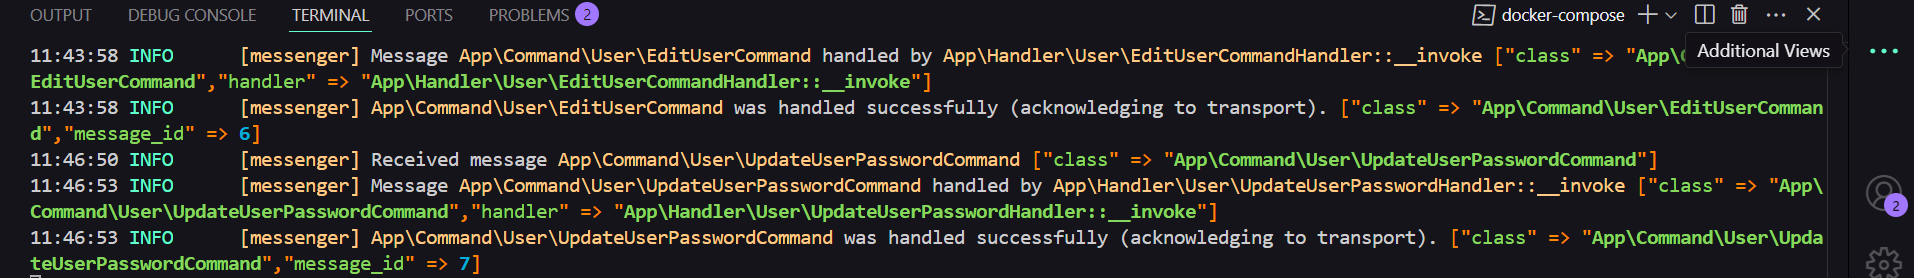 OUTPUT DEBUG CONSOLE TERMINAL PORTS PROBLEMS 2 docker-compose
Additional Views
11:43:58 INFO [messenger] Message App\Command\User\EditUserCommand handled by App\Handler\User\EditUserCommandHandler::__invoke ["class" => "App\
EditUserCommand","handler" => "App\Handler\User\EditUserCommandHandler::__invoke"]
11:43:58 INFO [messenger] App\Command\User\EditUserCommand was handled successfully (acknowledging to transport). ["class" => "App\Command\User\EditUserComman
d","message_id" => 6]
11:46:50 INFO [messenger] Received message App\Command\User\UpdateUserPasswordCommand ["class" => "App\Command\User\UpdateUserPasswordCommand"]
11:46:53 INFO [messenger] Message App\Command\User\UpdateUserPasswordCommand handled by App\Handler\User\UpdateUserPasswordHandler::__invoke ["class" => "App\
Command\User\UpdateUserPasswordCommand","handler" => "App\Handler\User\UpdateUserPasswordHandler::__invoke"]
11:46:53 INFO [messenger] App\Command\User\UpdateUserPasswordCommand was handled successfully (acknowledging to transport). ["class" => "App\Command\User\Upda
teUserPasswordCommand","message_id" => 7]
2